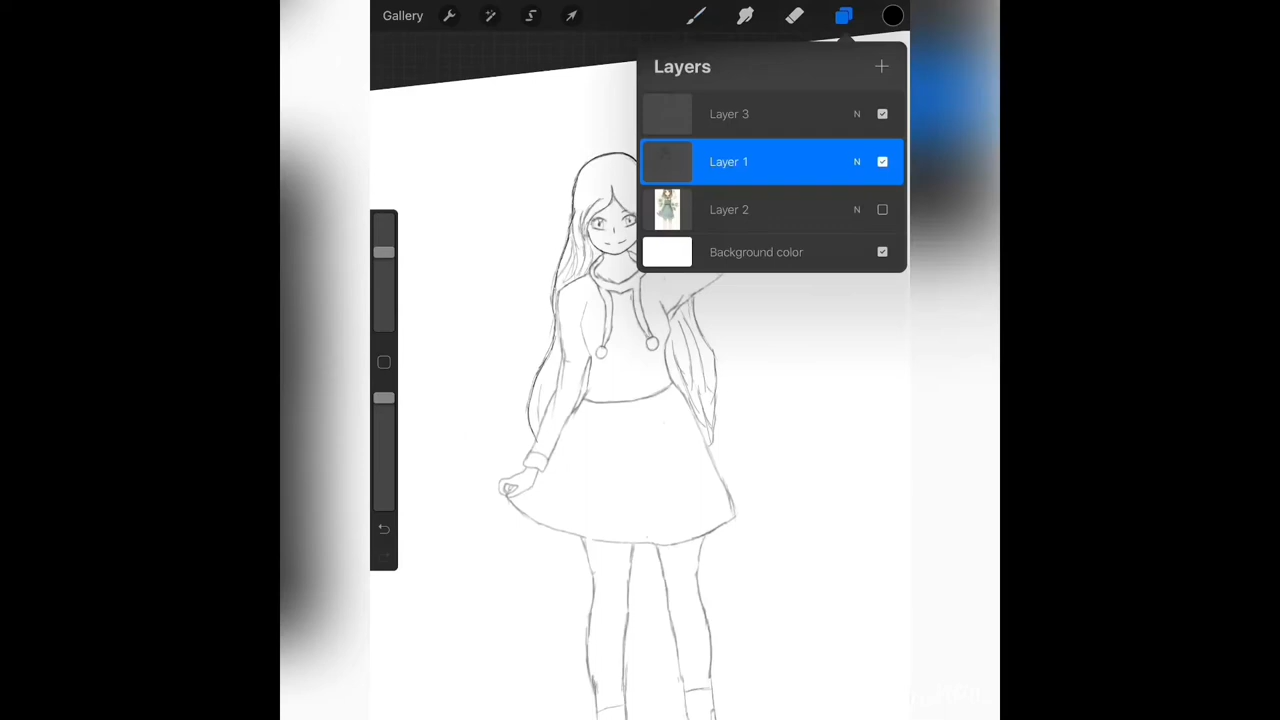 Gallery
Layers
Layer 3 N
Layer 1 N
Layer 2 N
Background color